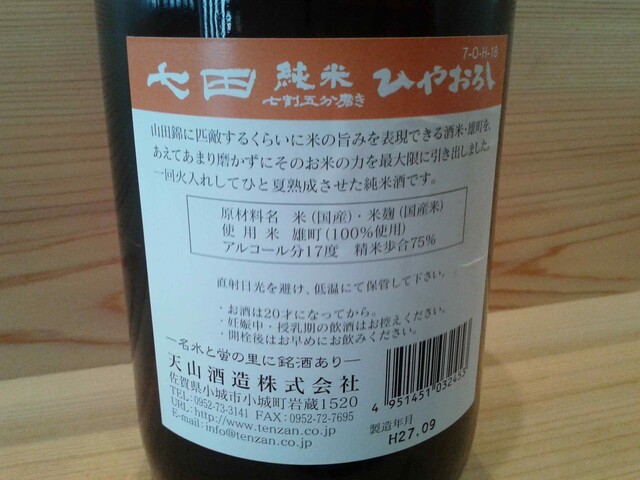 7-O-H-18
七田 純米 ひやおろし
七割五分磨き
山田錦に匹敵するくらいに米の旨みを表現できる酒米・雄町を、
あえてあまり磨かずにそのお米の力を最大限に引き出しました。
一回火入れしてひと夏熟成させた純米酒です。
原材料名 米(国産)・米麹(国産米)
使用米 雄町(100%使用)
アルコール分17度 精米歩合75%
直射日光を避け、低温にて保管して下さい。
・お酒は20才になってから。
・妊娠中・授乳期の飲酒はお控えください。
・開栓後はお早めにお飲みください。
―名水と蛍の里に銘酒あり―
天山酒造株式会社
佐賀県小城市小城町岩蔵1520
TEL:0952-73-3141 FAX:0952-72-7695
URL:http://www.tenzan.co.jp
E-mail:info@tenzan.co.jp
4 951451 032453
製造年月
H27.09